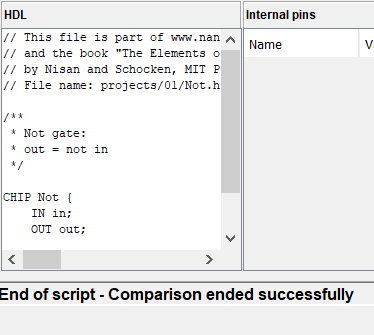 HDL
Internal pins
// This file is part of www.nan
// and the book "The Elements o
// by Nisan and Schocken, MIT P
// File name: projects/01/Not.h
/**
 * Not gate:
 * out = not in
 */
CHIP Not {
    IN in;
    OUT out;
Name
V
End of script - Comparison ended successfully